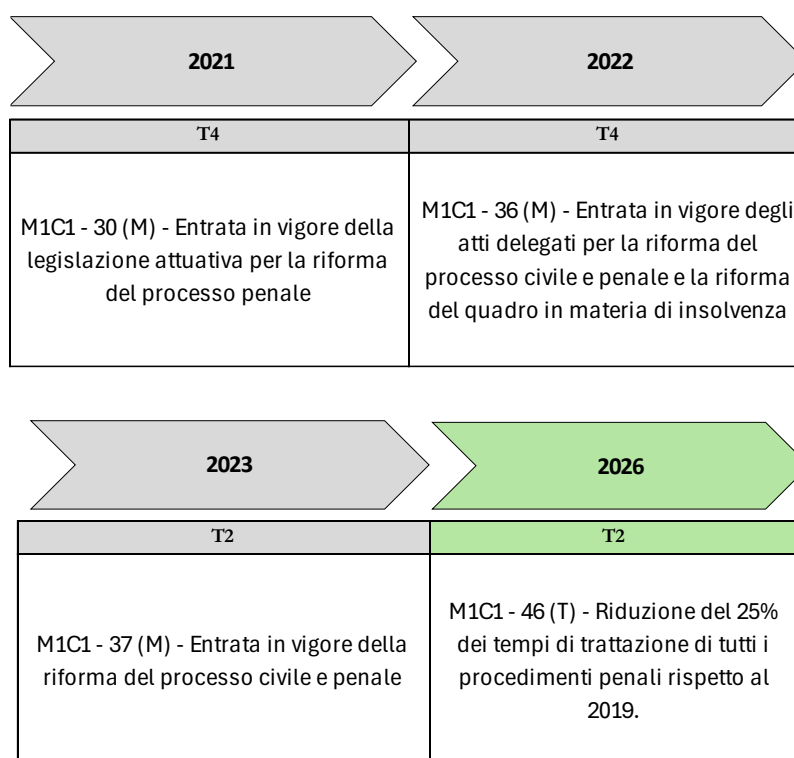 2021
2022
T4
T4
M1C1 - 30 (M) - Entrata in vigore della
legislazione attuativa per la riforma
del processo penale
M1C1 - 36 (M) - Entrata in vigore degli
atti delegati per la riforma del
processo civile e penale e la riforma
del quadro in materia di insolvenza
2023
2026
T2
T2
M1C1 - 37 (M) - Entrata in vigore della
riforma del processo civile e penale
M1C1 - 46 (T) - Riduzione del 25%
dei tempi di trattazione di tutti i
procedimenti penali rispetto al
2019.